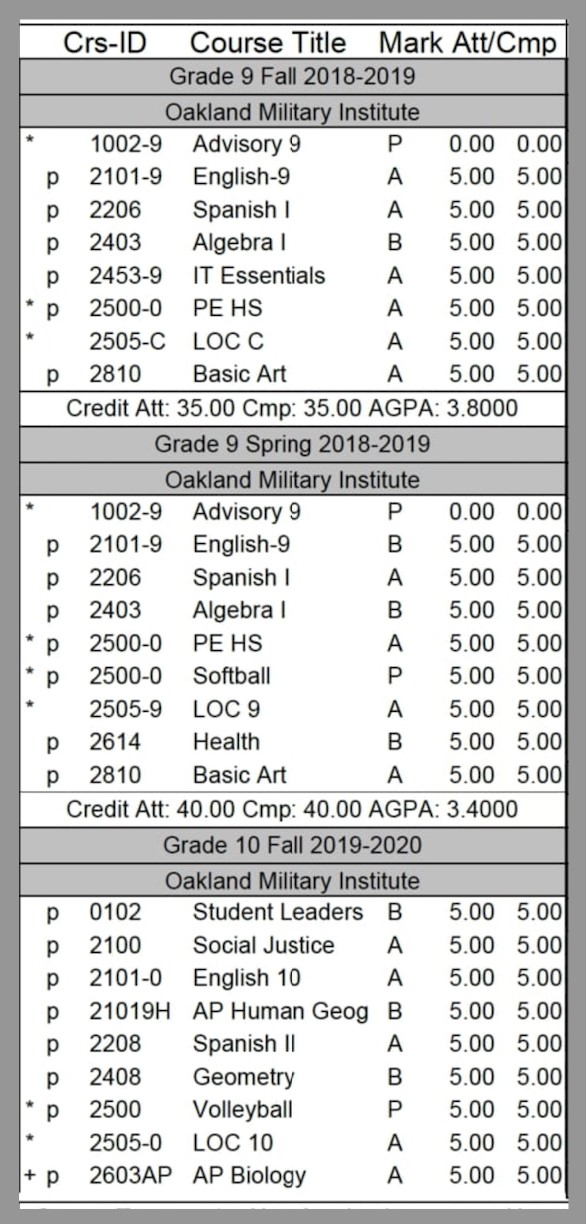 Crs-ID Course Title Mark Att/Cmp
Grade 9 Fall 2018-2019
Oakland Military Institute
* 1002-9 Advisory 9 P 0.00 0.00
p 2101-9 English-9 A 5.00 5.00
p 2206 Spanish I A 5.00 5.00
p 2403 Algebra I B 5.00 5.00
p 2453-9 IT Essentials A 5.00 5.00
* p 2500-0 PE HS A 5.00 5.00
* 2505-C LOC C A 5.00 5.00
p 2810 Basic Art A 5.00 5.00
Credit Att: 35.00 Cmp: 35.00 AGPA: 3.8000
Grade 9 Spring 2018-2019
Oakland Military Institute
* 1002-9 Advisory 9 P 0.00 0.00
p 2101-9 English-9 B 5.00 5.00
p 2206 Spanish I A 5.00 5.00
p 2403 Algebra I B 5.00 5.00
* p 2500-0 PE HS A 5.00 5.00
* p 2500-0 Softball P 5.00 5.00
* 2505-9 LOC 9 A 5.00 5.00
p 2614 Health B 5.00 5.00
p 2810 Basic Art A 5.00 5.00
Credit Att: 40.00 Cmp: 40.00 AGPA: 3.4000
Grade 10 Fall 2019-2020
Oakland Military Institute
p 0102 Student Leaders B 5.00 5.00
p 2100 Social Justice A 5.00 5.00
p 2101-0 English 10 A 5.00 5.00
p 21019H AP Human Geog B 5.00 5.00
p 2208 Spanish II A 5.00 5.00
p 2408 Geometry B 5.00 5.00
* p 2500 Volleyball P 5.00 5.00
* 2505-0 LOC 10 A 5.00 5.00
+ p 2603AP AP Biology A 5.00 5.00